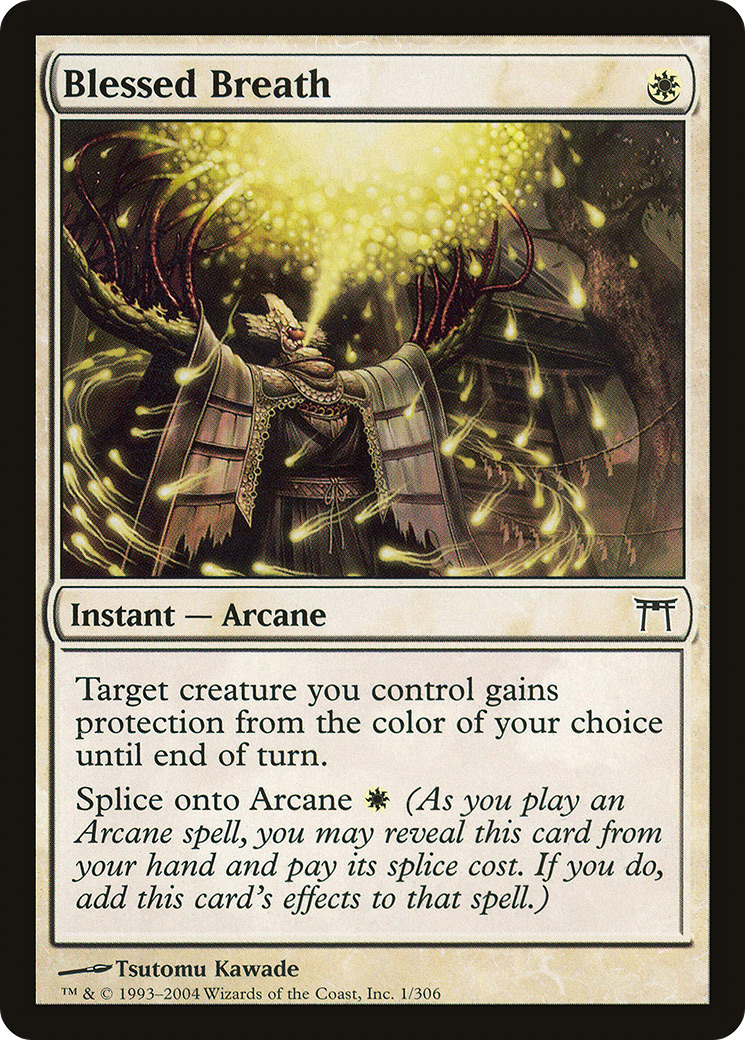 Blessed Breath
Instant — Arcane
Target creature you control gains
protection from the color of your choice
until end of turn.
Splice onto Arcane (As you play an
Arcane spell, you may reveal this card from
your hand and pay its splice cost. If you do,
add this card's effects to that spell.)
Tsutomu Kawade
™ & © 1993–2004 Wizards of the Coast, Inc. 1/306